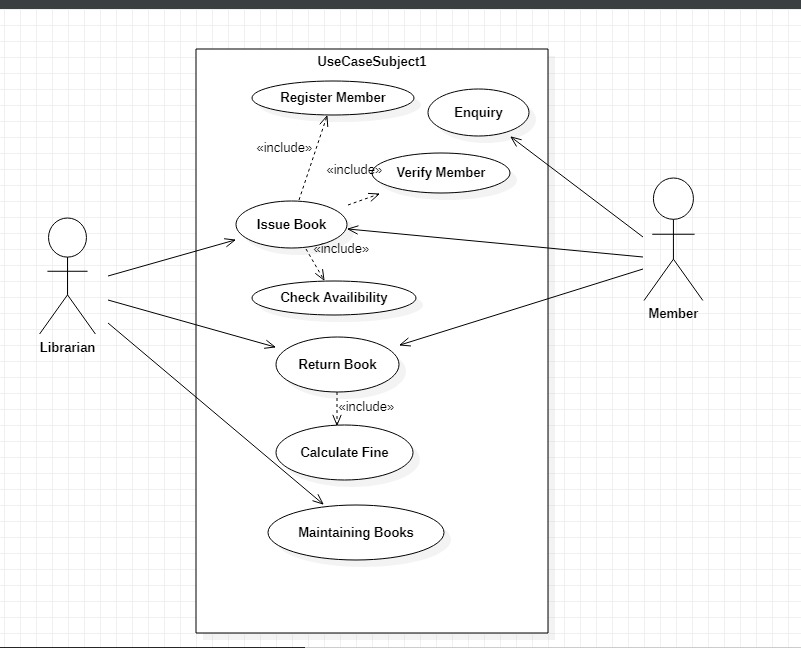 UseCaseSubject1
Register Member
Enquiry
«include»
«include»
Verify Member
Issue Book
«include»
Check Availibility
Librarian
Member
Return Book
«include»
Calculate Fine
Maintaining Books